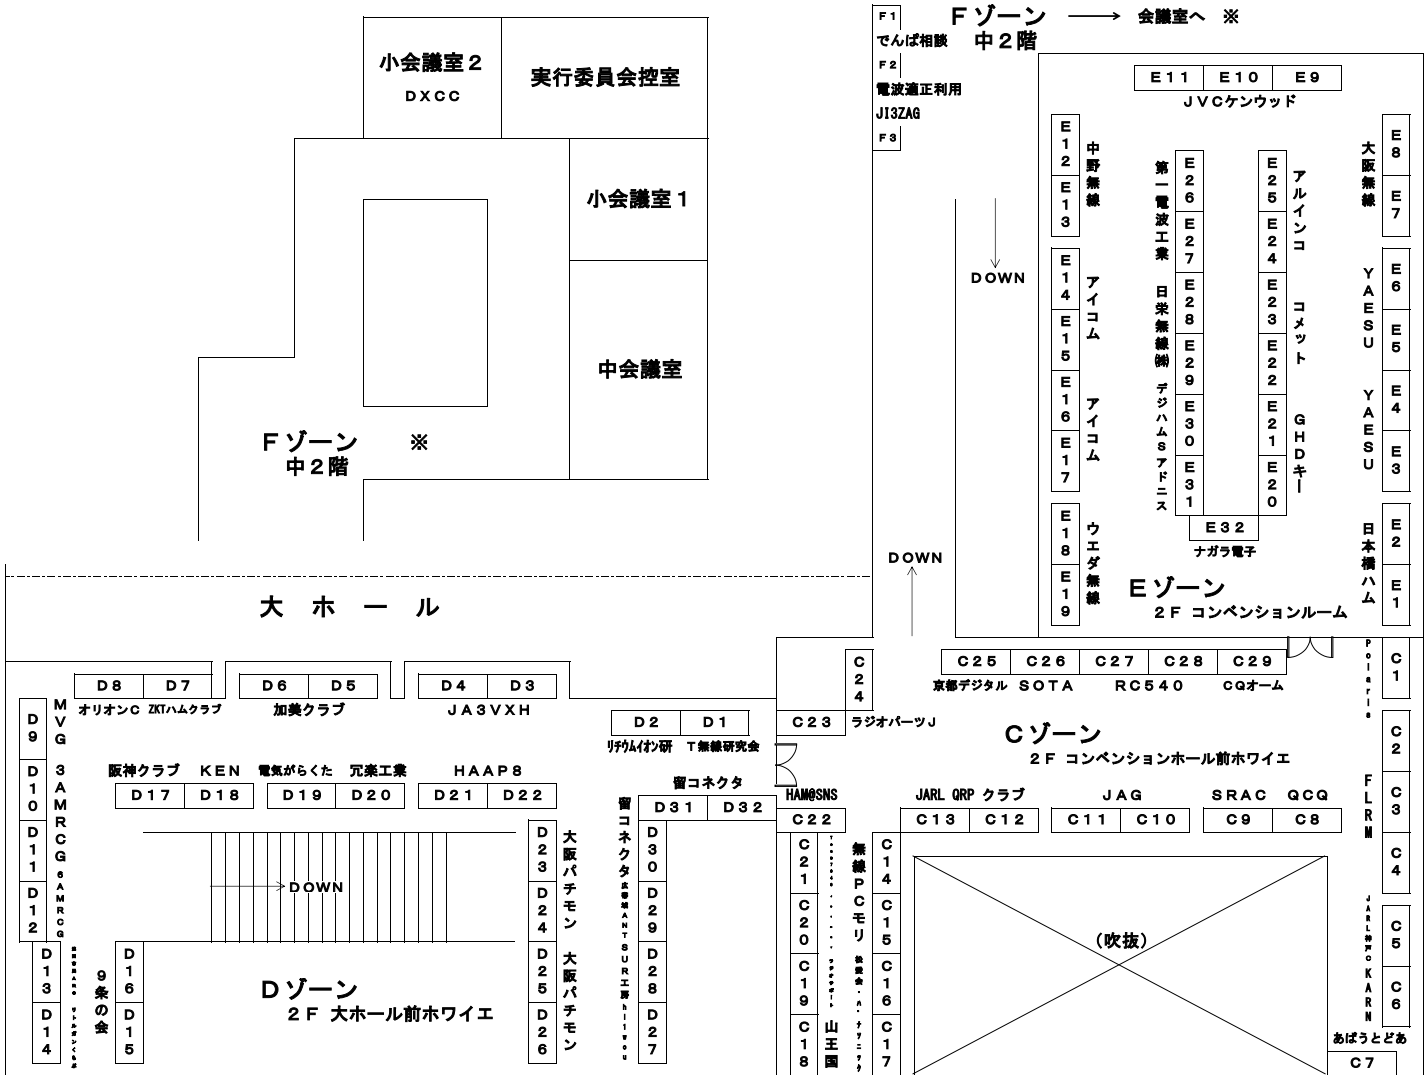 小会議室２
ＤＸＣＣ
実行委員会控室
小会議室１
中会議室
Ｆゾーン ※
中２階
F1
でんぱ相談
F2
電波適正利用
JI3ZAG
F3
Ｆゾーン → 会議室へ ※
中２階
DOWN
DOWN
E11 E10 E9
ＪＶＣケンウッド
E12 E13
中野無線
E14 E15
アイコム
E16 E17
アイコム
E18 E19
ウエダ無線
第一電波工業
E26 E27
日栄無線㈱
E28 E29
デジハムＳアドニス
E30 E31
E25 E24
アルインコ
E23 E22
コメット
E21 E20
ＧＨＤキー
E32
ナガラ電子
大阪無線
E8 E7
ＹＡＥＳＵ
E6 E5
ＹＡＥＳＵ
E4 E3
日本橋ハム
E2 E1
Ｅゾーン
２Ｆ コンベンションルーム
大ホール
D8 D7
オリオンＣ ZKTハムクラブ
D6 D5
加美クラブ
D4 D3
ＪＡ３ＶＸＨ
D2 D1
リチウムイオン研 Ｔ無線研究会
D9
ＭＶＧ
D10 D11
３ＡＭＲＣＧ
D12
６ＡＭＲＣＧ
D13 D14
阪神クラブ ＫＥＮ
D17 D18
電気がらくた 冗楽工業
D19 D20
ＨＡＡＰ８
D21 D22
DOWN
D23 D24
大阪パチモン
D25 D26
大阪パチモン
９条の会
D16 D15
留コネクタ
D31 D32
留コネクタ
D30 D29 D28 D27
広帯域ＡＮＴ ＳＵＲ工房
Ｄゾーン
２Ｆ 大ホール前ホワイエ
C24
C23
ラジオパーツＪ
C25 C26 C27 C28 C29
京都デジタル ＳＯＴＡ ＲＣ５４０ ＣＱオーム
Polaris
C1
Ｃゾーン
２Ｆ コンベンションホール前ホワイエ
HAM@SNS
C22
C21 C20 C19 C18
山王国
無線ＰＣモリ
C14 C15 C16 C17
JARL QRP クラブ
C13 C12
ＪＡＧ
C11 C10
ＳＲＡＣ ＱＣＱ
C9 C8
（吹抜）
ＦＬＲＭ
C2 C3 C4
ＪＡＲＬ神戸Ｃ ＫＡＲＮ
C5 C6
あぱうとどあ
C7